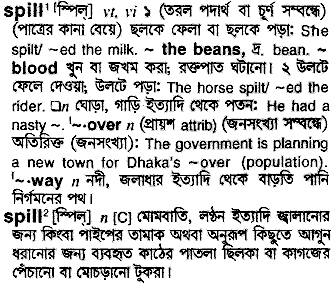 spill¹ [স্পিল্] vt, vi ১ (তরল পদার্থ বা চূর্ণ সম্বন্ধে)
(পাত্রের কানা বেয়ে) ছলকে ফেলা বা ছলকে পড়া: She
spilt/ ~ed the milk. ~ the beans, দ্র. bean. ~
blood খুন বা জখম করা; রক্তপাত ঘটানো। ২ উলটে
ফেলে দেওয়া; উলটে পড়া: The horse spilt/ ~ed the
rider. □n ঘোড়া, গাড়ি ইত্যাদি থেকে পতন: He had a
nasty ~. ˈ~·over n (প্রায়শ attrib) (জনসংখ্যা সম্বন্ধে)
অতিরিক্ত (জনসংখ্যা): The government is planning
a new town for Dhaka's ~over (population).
ˈ~·way n নদী, জলাধার ইত্যাদি থেকে বাড়তি পানি
নির্গমনের পথ।
spill² [স্পিল্] n [C] মোমবাতি, লণ্ঠন ইত্যাদি জ্বালানোর
জন্য কিংবা পাইপের তামাক অথবা অনুরূপ কিছুতে আগুন
ধরানোর জন্য ব্যবহৃত কাঠের পাতলা ছিলকা বা কাগজের
পেঁচানো বা মোচড়ানো টুকরা।